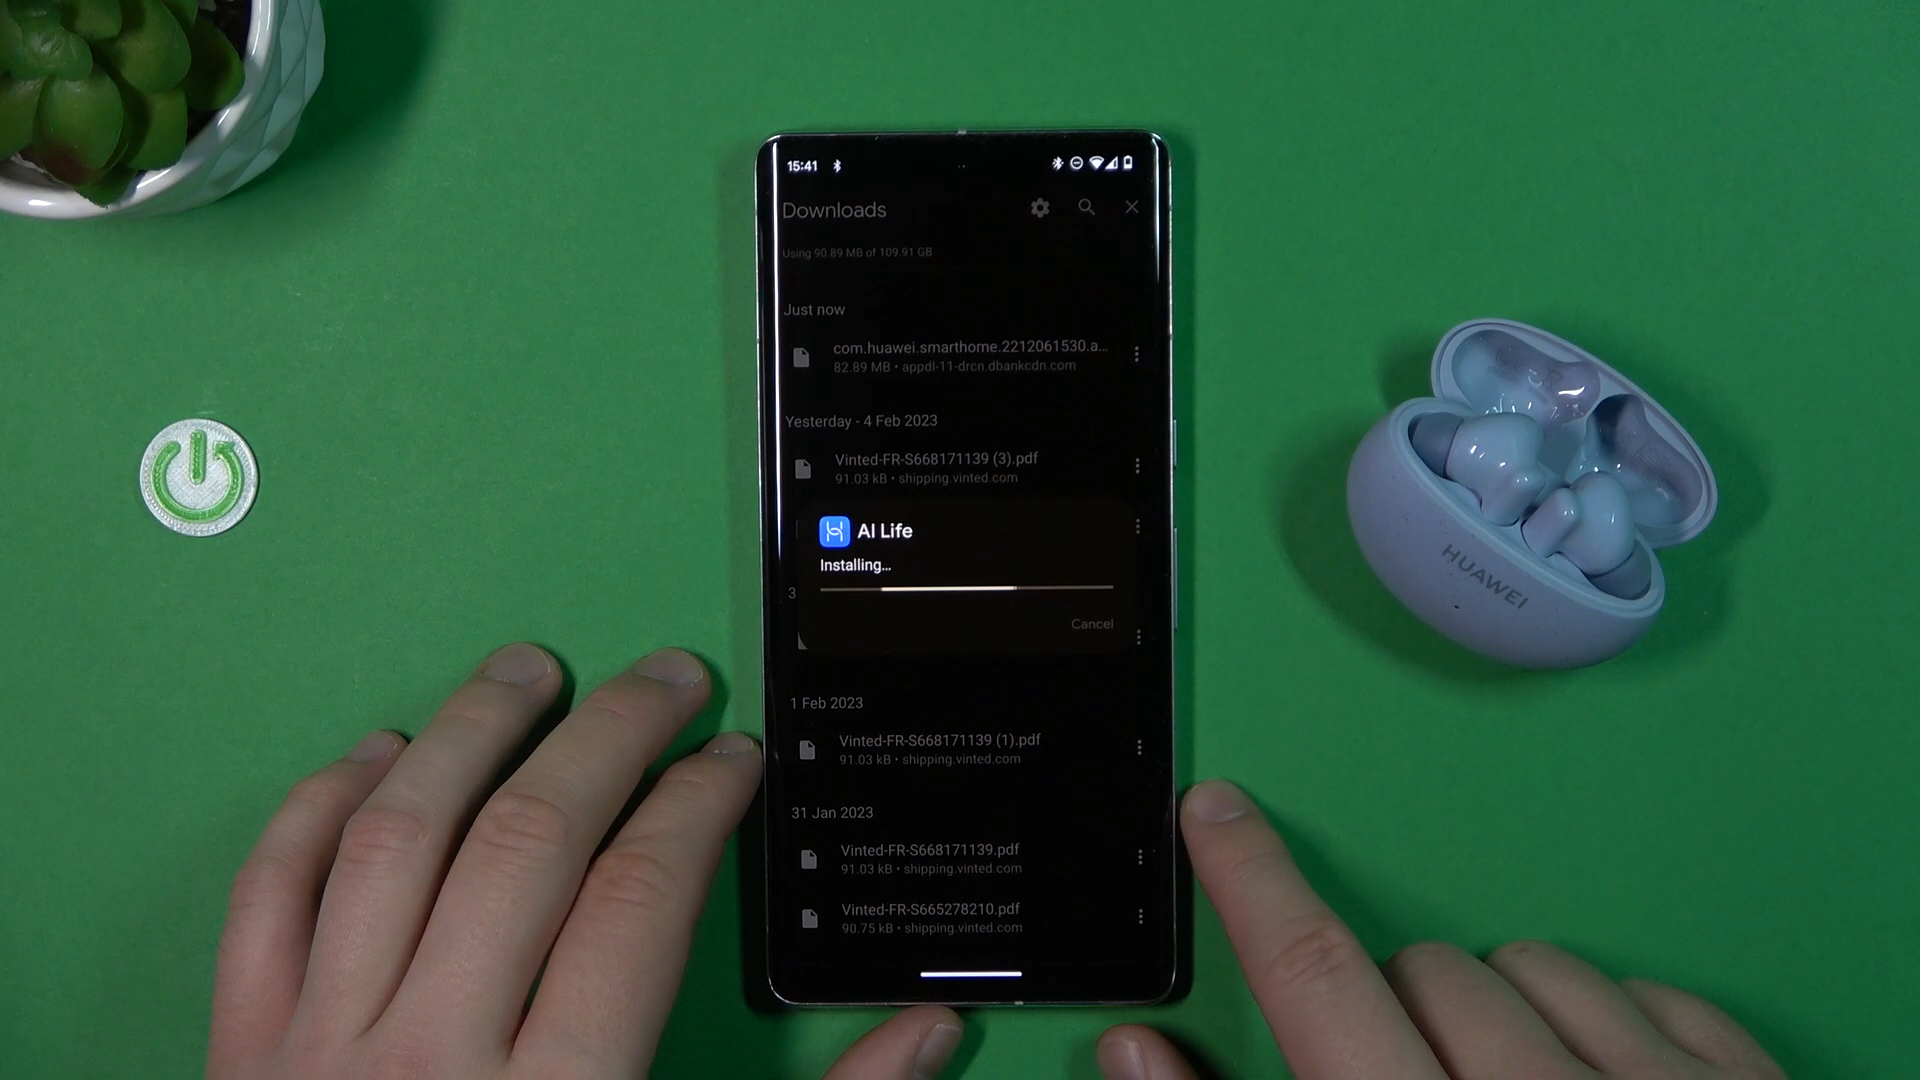 15:41
Downloads
Using 90.89 MB of 109.91 GB
Just now
com.huawei.smarthome.2212061530.a...
82.89 MB • appdl-11-drcn.dbankcdn.com
Yesterday - 4 Feb 2023
Vinted-FR-S668171139 (3).pdf
91.03 kB • shipping.vinted.com
AI Life
Installing...
3
Cancel
1 Feb 2023
Vinted-FR-S668171139 (1).pdf
91.03 kB • shipping.vinted.com
31 Jan 2023
Vinted-FR-S668171139.pdf
91.03 kB • shipping.vinted.com
Vinted-FR-S665278210.pdf
90.75 kB • shipping.vinted.com
HUAWEI